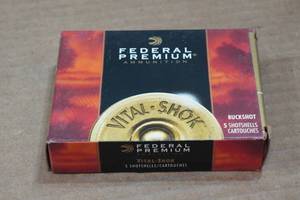 FEDERAL
PREMIUM®
AMMUNITION
VITAL·SHOK
BUCKSHOT
5 SHOTSHELLS
CARTOUCHES
FEDERAL
PREMIUM
VITAL·SHOK
5 SHOTSHELLS/CARTOUCHES